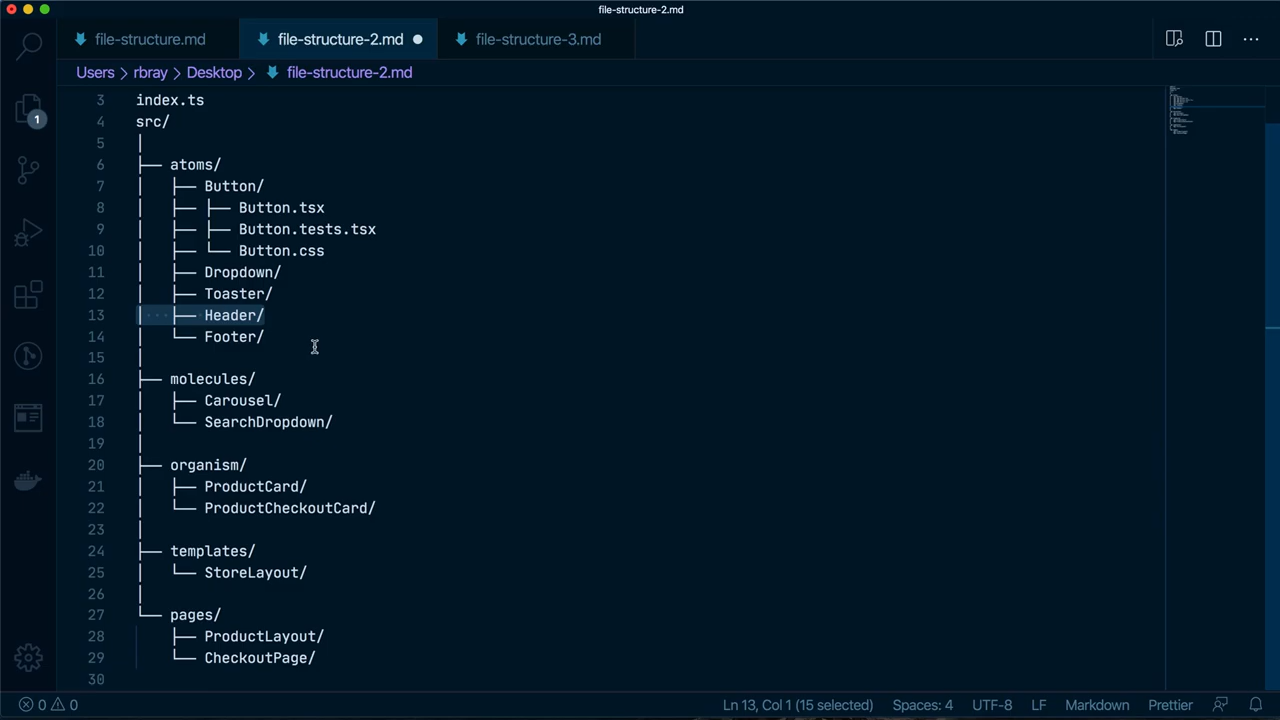 file-structure-2.md
file-structure.md
file-structure-2.md
file-structure-3.md
Users > rbray > Desktop > file-structure-2.md
1
3 index.ts
4 src/
5 │
6 ├── atoms/
7 │ ├── Button/
8 │ ├── ├── Button.tsx
9 │ ├── ├── Button.tests.tsx
10 │ ├── └── Button.css
11 │ ├── Dropdown/
12 │ ├── Toaster/
13 │ ├── Header/
14 │ └── Footer/
15 │
16 ├── molecules/
17 │ ├── Carousel/
18 │ └── SearchDropdown/
19 │
20 ├── organism/
21 │ ├── ProductCard/
22 │ └── ProductCheckoutCard/
23 │
24 ├── templates/
25 │ └── StoreLayout/
26 │
27 └── pages/
28 ├── ProductLayout/
29 └── CheckoutPage/
30
0 0 Ln 13, Col 1 (15 selected) Spaces: 4 UTF-8 LF Markdown Prettier